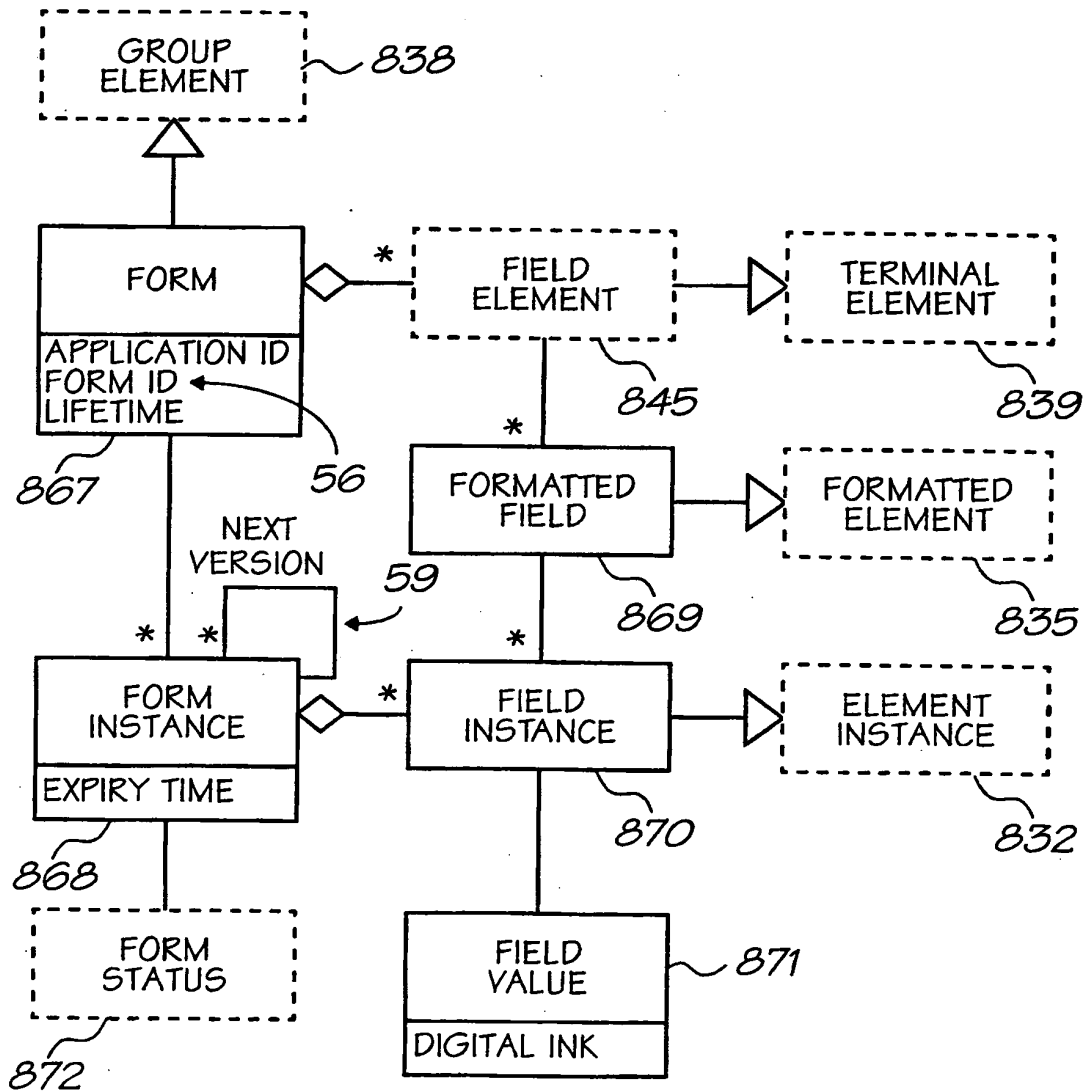 GROUP
ELEMENT
838
FORM
*
FIELD
ELEMENT
TERMINAL
ELEMENT
APPLICATION ID
FORM ID
LIFETIME
845
839
867
56
*
FORMATTED
FIELD
FORMATTED
ELEMENT
NEXT
VERSION
59
869
835
*
*
*
FORM
INSTANCE
*
FIELD
INSTANCE
ELEMENT
INSTANCE
EXPIRY TIME
870
832
868
FORM
STATUS
FIELD
VALUE
871
872
DIGITAL INK